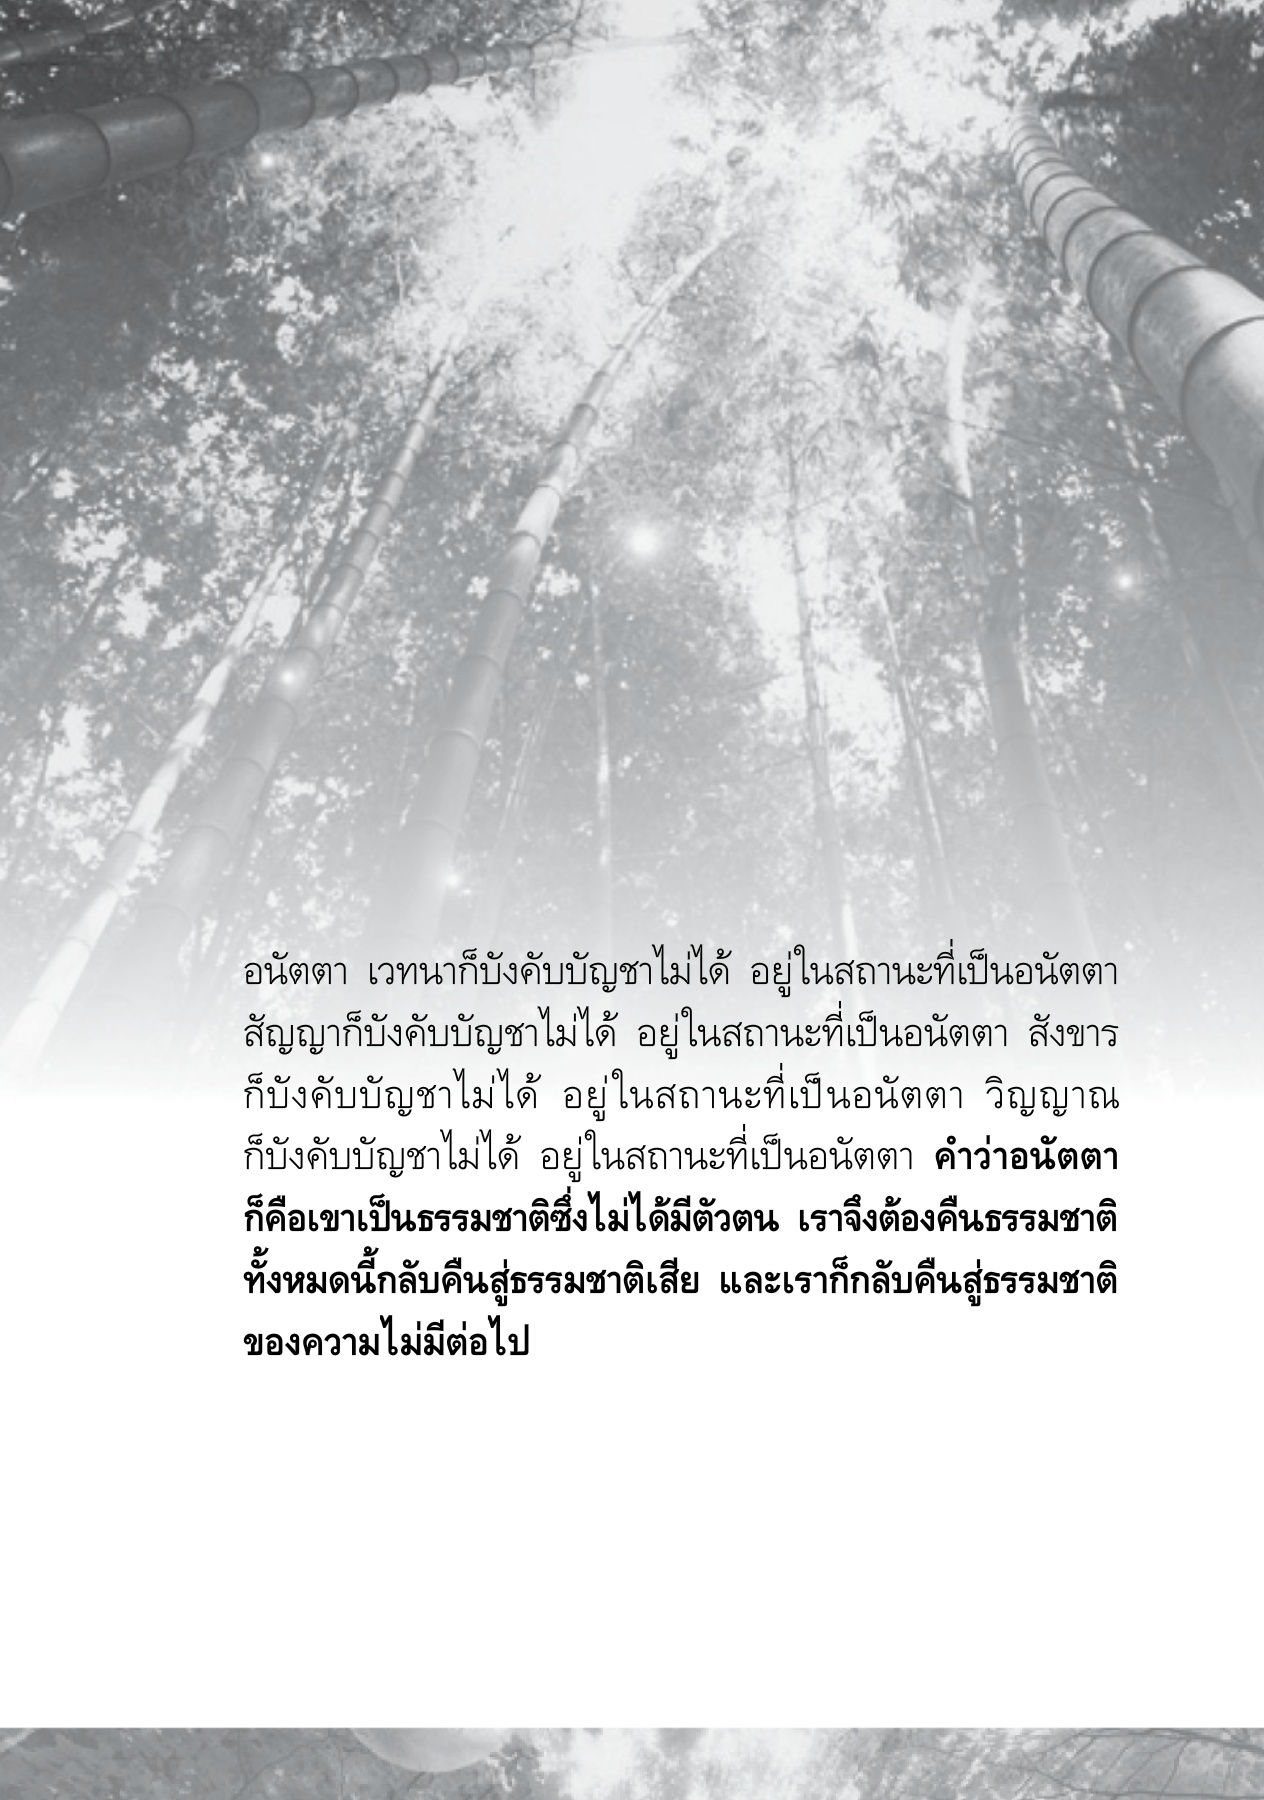 อนัตตา เวทนาก็บังคับบัญชาไม่ได้ อยู่ในสถานะที่เป็นอนัตตา
สัญญาก็บังคับบัญชาไม่ได้ อยู่ในสถานะที่เป็นอนัตตา สังขาร
ก็บังคับบัญชาไม่ได้ อยู่ในสถานะที่เป็นอนัตตา วิญญาณ
ก็บังคับบัญชาไม่ได้ อยู่ในสถานะที่เป็นอนัตตา คำว่าอนัตตา
ก็คือเขาเป็นธรรมชาติซึ่งไม่ได้มีตัวตน เราจึงต้องคืนธรรมชาติ
ทั้งหมดนี้กลับคืนสู่ธรรมชาติเสีย และเราก็กลับคืนสู่ธรรมชาติ
ของความไม่มีต่อไป